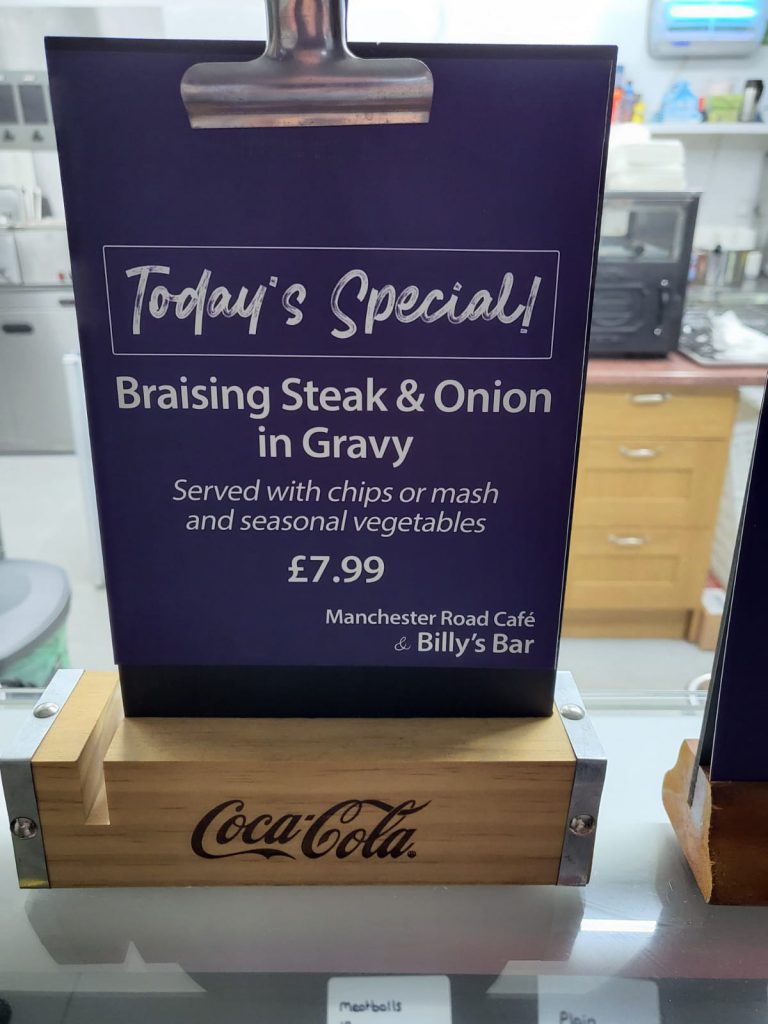 Today's Special!
Braising Steak & Onion
in Gravy
Served with chips or mash
and seasonal vegetables
£7.99
Manchester Road Café
& Billy's Bar
Coca-Cola
Meatballs
Plain